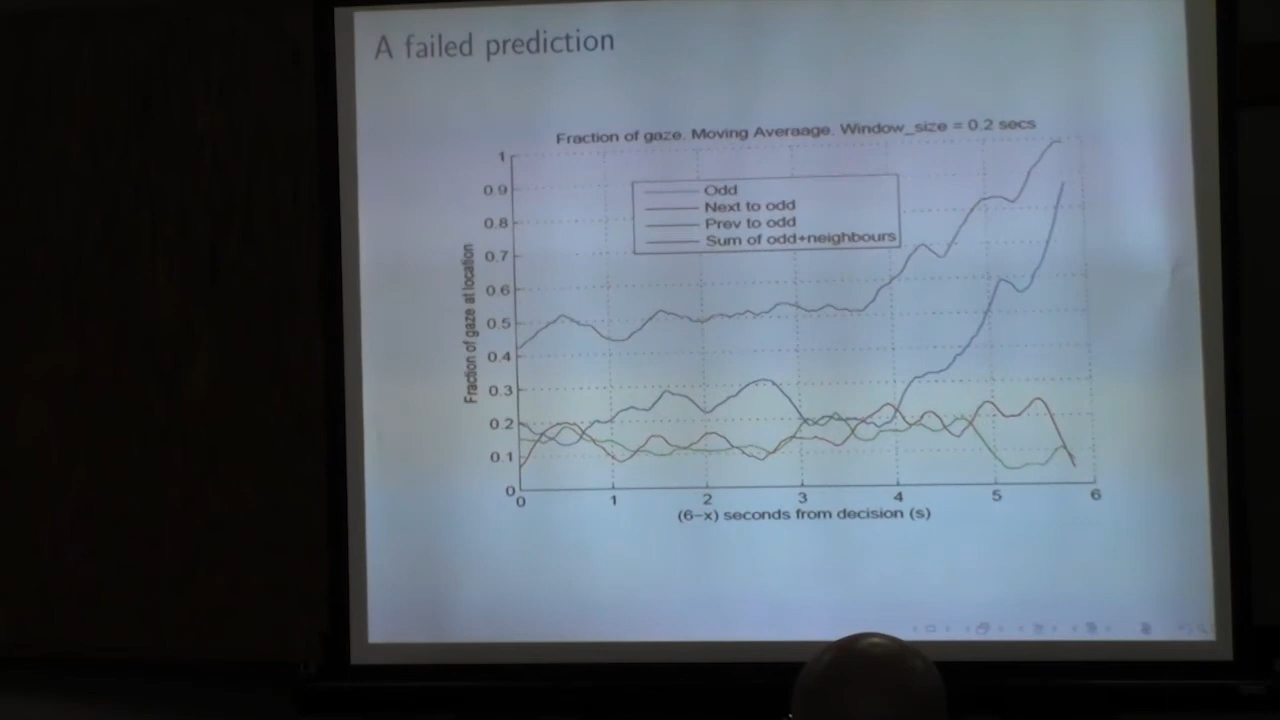 A failed prediction
Fraction of gaze. Moving Averaage. Window_size = 0.2 secs
1
0.9
0.8
0.7
0.6
0.5
0.4
0.3
0.2
0.1
0
Fraction of gaze at location
Odd
Next to odd
Prev to odd
Sum of odd+neighbours
0 1 2 3 4 5 6
(6-x) seconds from decision (s)